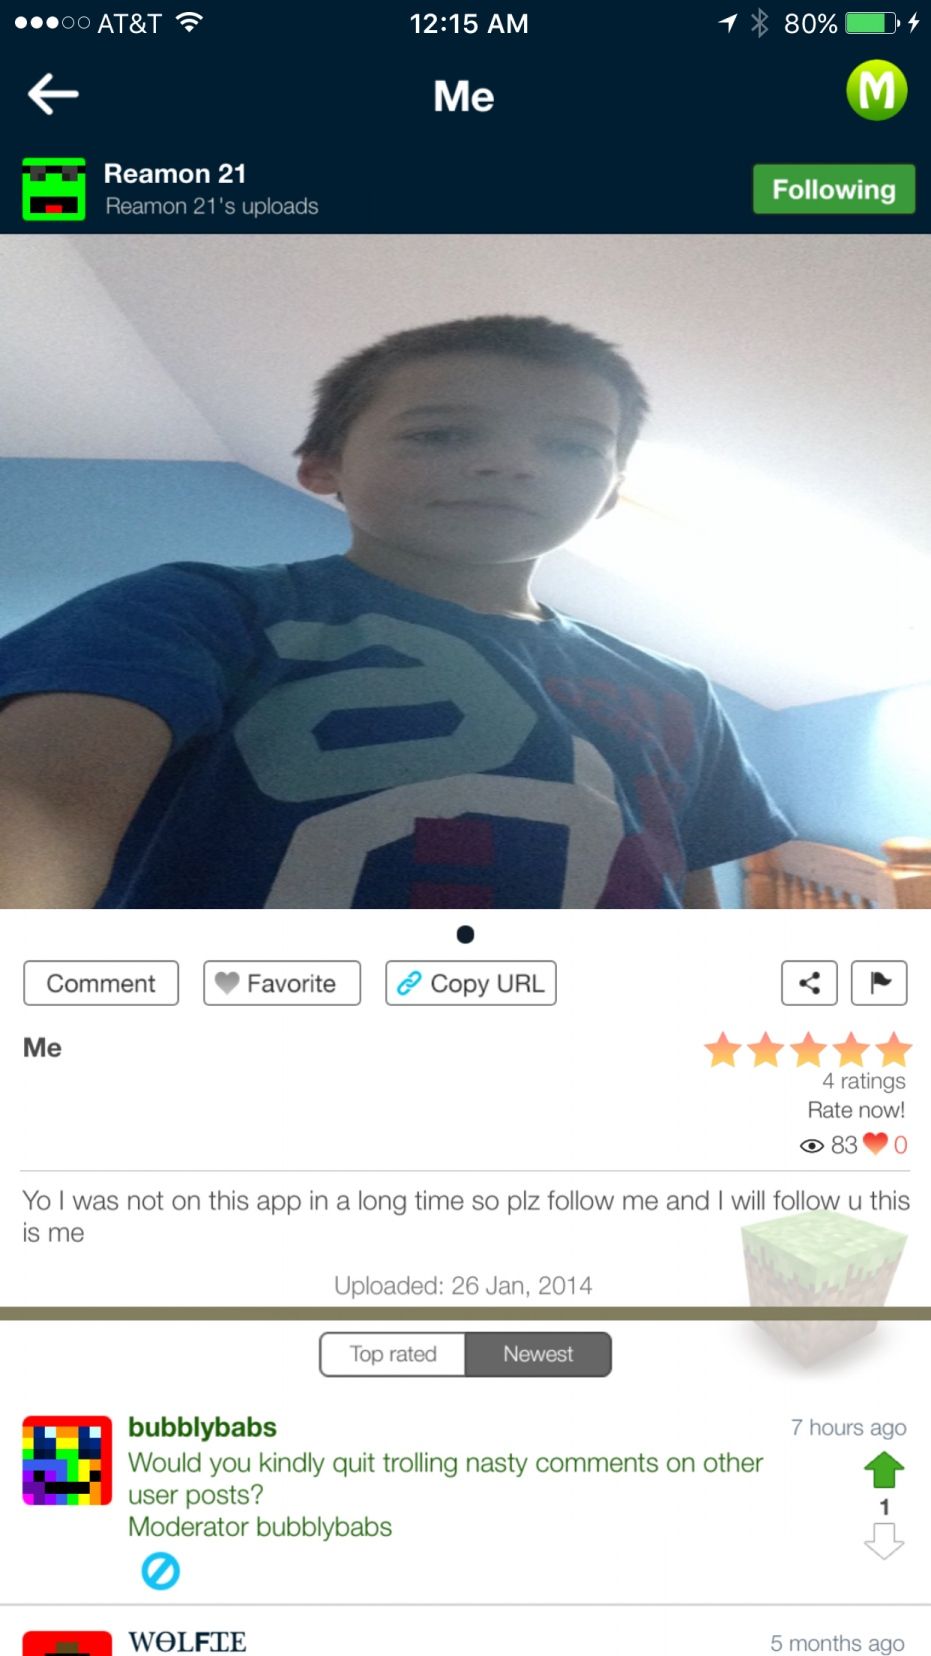 AT&T 12:15 AM 80%
Me
M
Reamon 21
Reamon 21's uploads
Following
Comment Favorite Copy URL
Me
4 ratings
Rate now!
83 0
Yo I was not on this app in a long time so plz follow me and I will follow u this
is me
Uploaded: 26 Jan, 2014
Top rated Newest
bubblybabs 7 hours ago
Would you kindly quit trolling nasty comments on other
user posts?
Moderator bubblybabs
1
WƟLFIE 5 months ago